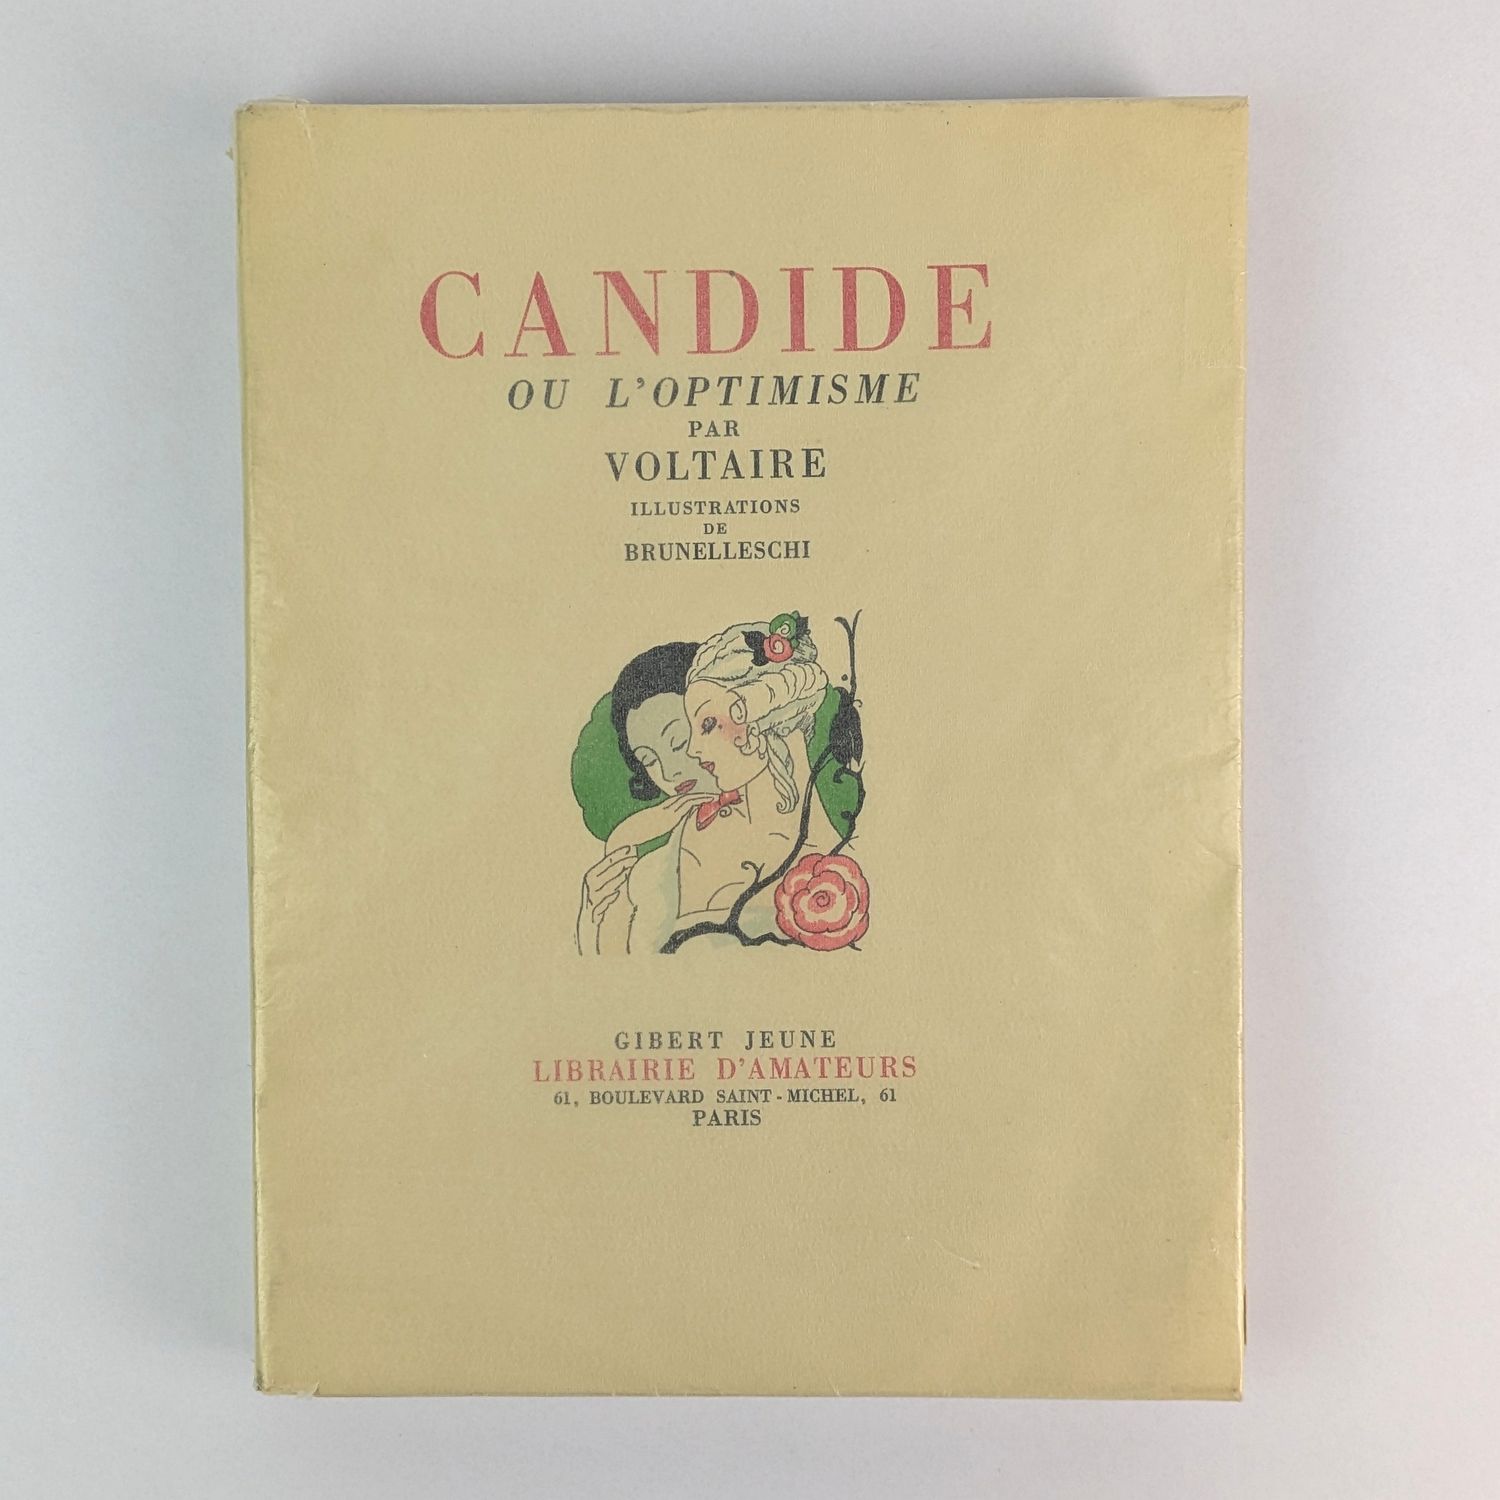 CANDIDE
OU L'OPTIMISME
PAR
VOLTAIRE
ILLUSTRATIONS
DE
BRUNELLESCHI
GIBERT JEUNE
LIBRAIRIE D'AMATEURS
61, BOULEVARD SAINT-MICHEL, 61
PARIS